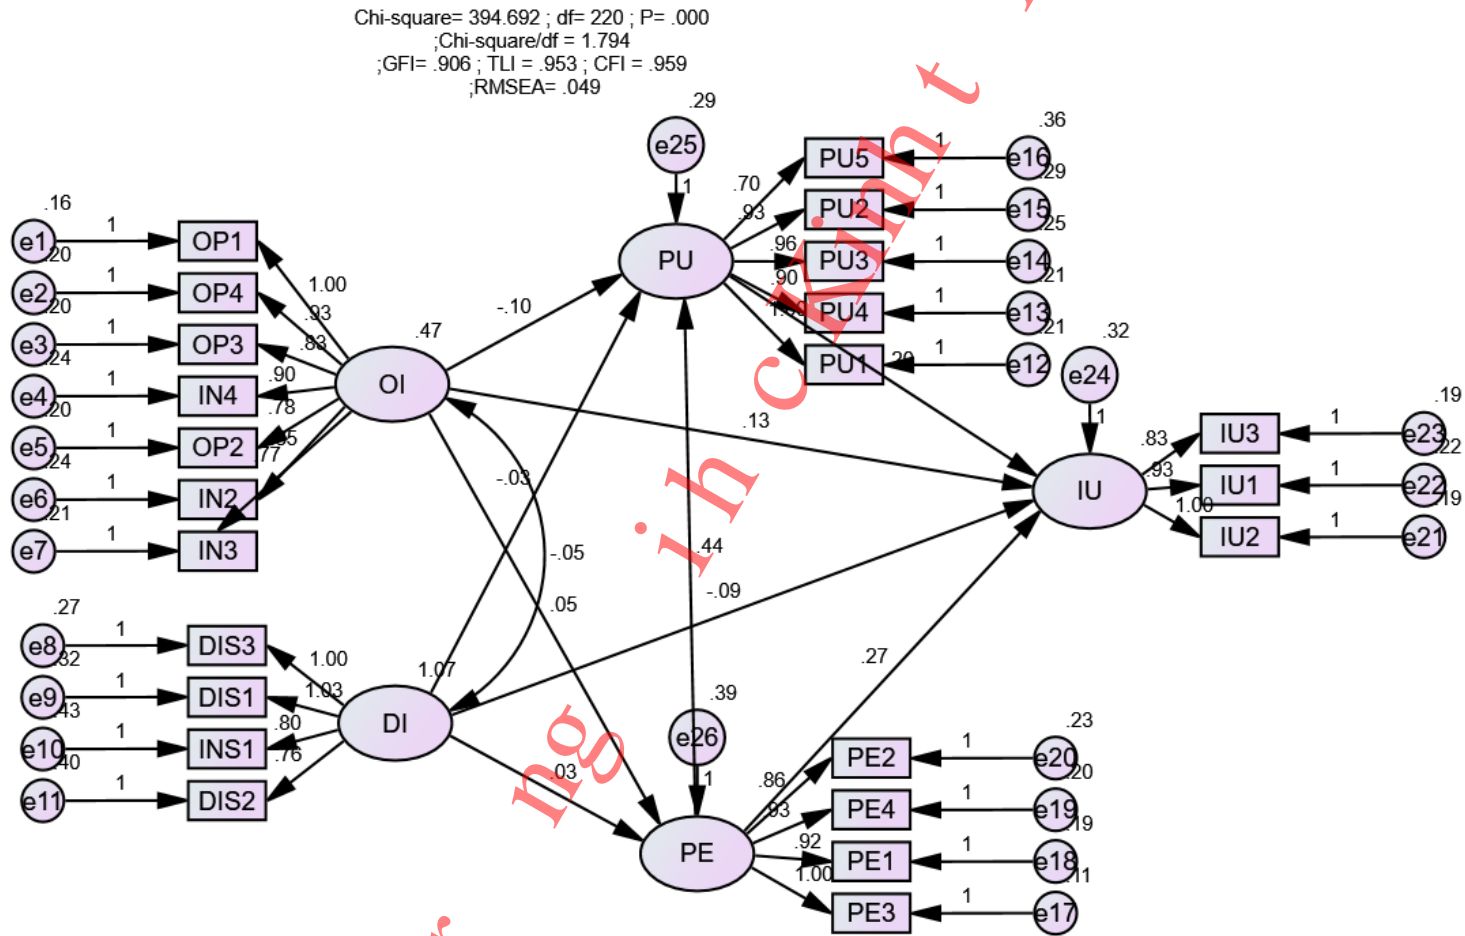 Chi-square= 394.692 ; df= 220 ; P= .000
;Chi-square/df = 1.794
;GFI= .906 ; TLI = .953 ; CFI = .959
;RMSEA= .049
.29
e25
1
.36
PU5
1
e16
.29
.70
PU2
1
e15
.25
.93
PU
.96
PU3
1
e14
.21
.90
PU4
1
e13
.21
PU1
.20
1
e12
.16
e1
1
OP1
.20
e2
1
OP4
1.00
.20
e3
1
OP3
.93
.24
e4
1
IN4
.83
.20
e5
1
OP2
.90
.24
e6
1
IN2
.78
.21
e7
1
IN3
.77
.47
OI
-.10
.13
-.03
-.05
.05
.44
-.09
.27
.32
e24
1
IU
.83
IU3
1
e23
.19
.93
IU1
1
e22
.22
1.00
IU2
1
e21
.19
.27
e8
1
DIS3
1.00
.32
e9
1
DIS1
1.03
.43
e10
1
INS1
.80
.40
e11
1
DIS2
.76
1.07
DI
.03
.39
e26
1
PE
.86
PE2
1
e20
.23
.93
PE4
1
e19
.20
.92
PE1
1
e18
.19
1.00
PE3
1
e17
.11
ng
i h
c Kinh t